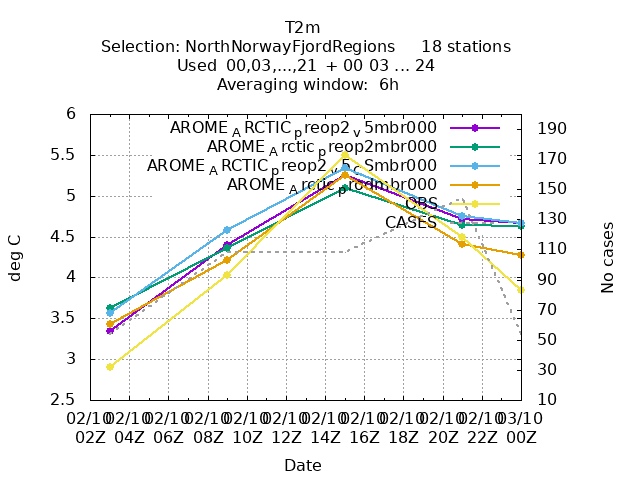 T2m
Selection: NorthNorwayFjordRegions 18 stations
Used 00,03,...,21 + 00 03 ... 24
Averaging window: 6h
AROME_ARCTIC_preop2_v5mbr000
AROME_Arctic_preop2mbr000
AROME_ARCTIC_preop2_v5_cSmbr000
AROME_Arctic_prodmbr000
OBS
CASES
6
5.5
5
4.5
4
3.5
3
2.5
deg C
190
170
150
130
110
90
70
50
30
10
No cases
02/10 02/10 02/10 02/10 02/10 02/10 02/10 02/10 02/10 02/10 02/10 03/10
02Z 04Z 06Z 08Z 10Z 12Z 14Z 16Z 18Z 20Z 22Z 00Z
Date